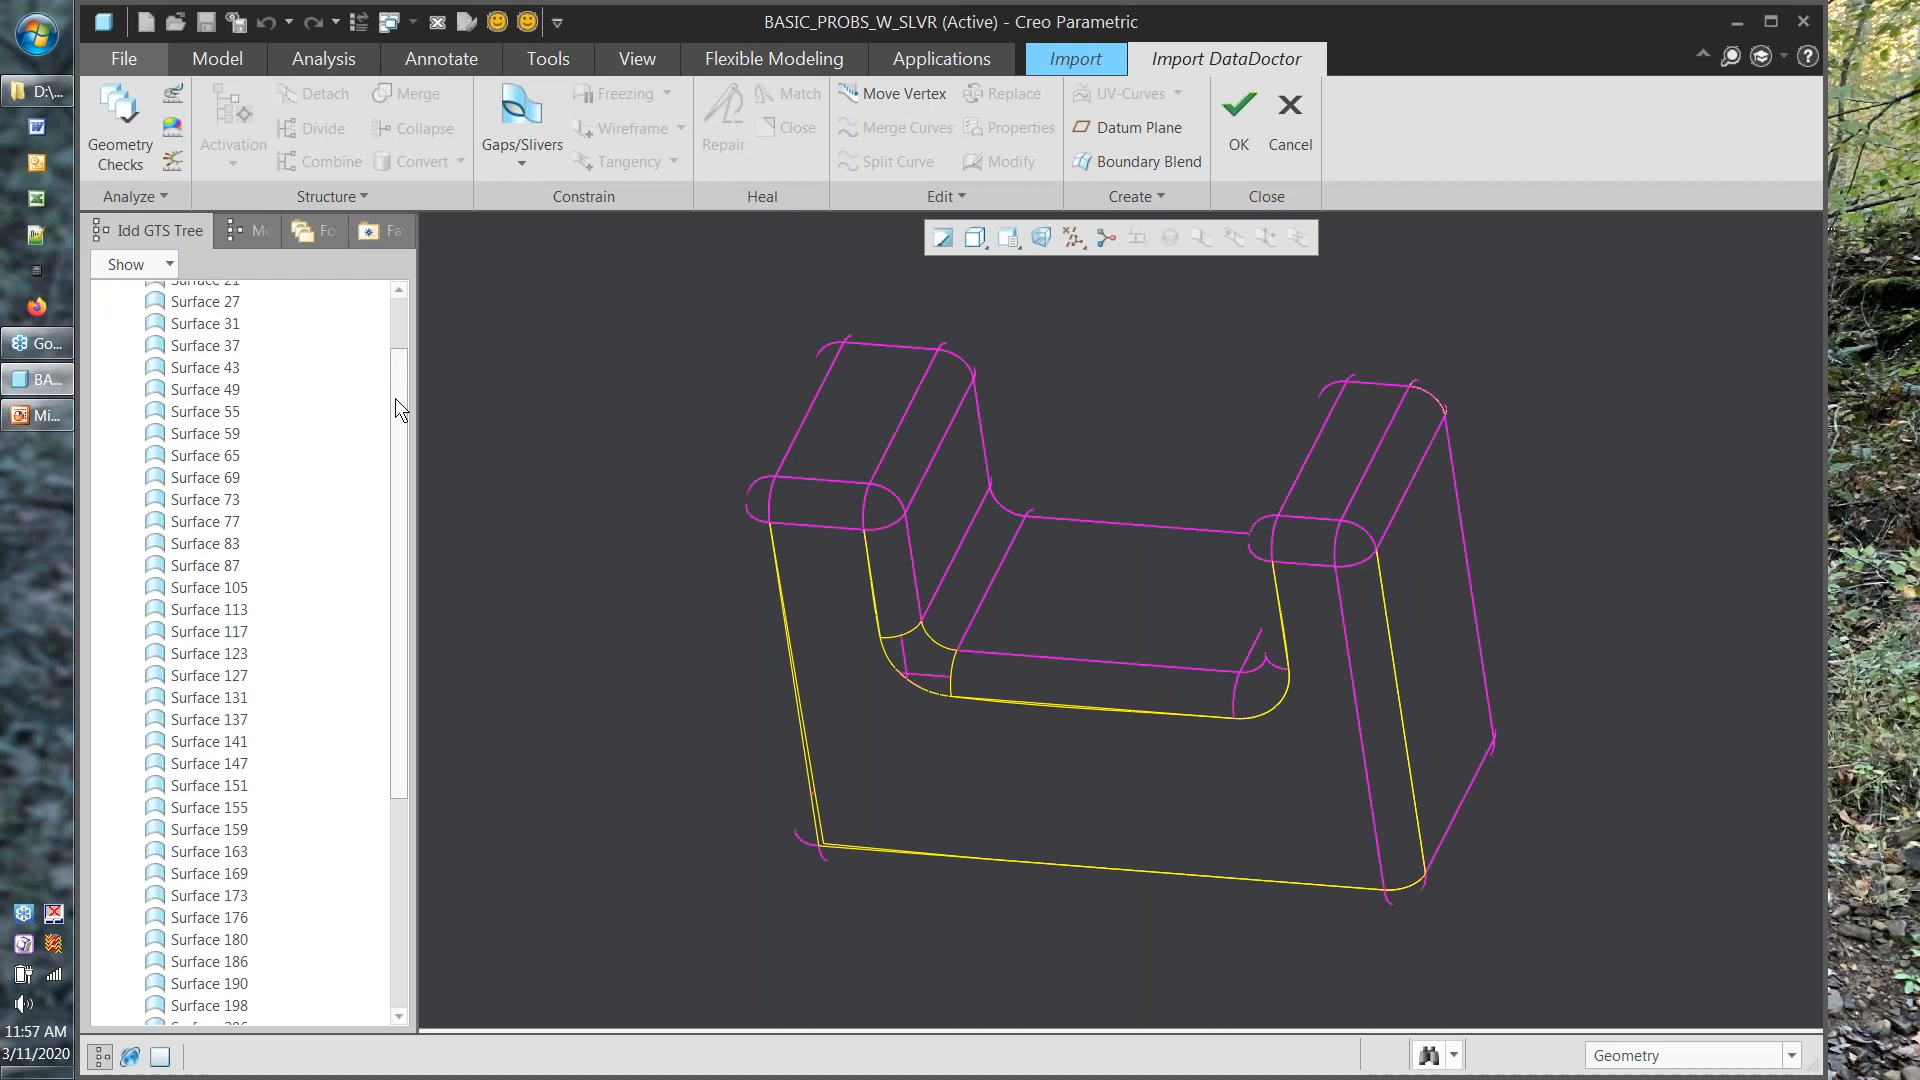 BASIC_PROBS_W_SLVR (Active) - Creo Parametric
File Model Analysis Annotate Tools View Flexible Modeling Applications Import Import DataDoctor
D:\...
Geometry Checks
Activation
Detach
Divide
Combine
Merge
Collapse
Convert
Gaps/Slivers
Freezing
Wireframe
Tangency
Repair
Match
Close
Move Vertex
Merge Curves
Split Curve
Replace
Properties
Modify
UV-Curves
Datum Plane
Boundary Blend
OK
Cancel
Analyze Structure Constrain Heal Edit Create Close
Idd GTS Tree
Show
Surface 21
Surface 27
Surface 31
Surface 37
Surface 43
Surface 49
Surface 55
Surface 59
Surface 65
Surface 69
Surface 73
Surface 77
Surface 83
Surface 87
Surface 105
Surface 113
Surface 117
Surface 123
Surface 127
Surface 131
Surface 137
Surface 141
Surface 147
Surface 151
Surface 155
Surface 159
Surface 163
Surface 169
Surface 173
Surface 176
Surface 180
Surface 186
Surface 190
Surface 198
Go...
BA...
Mi...
11:57 AM
3/11/2020
Geometry